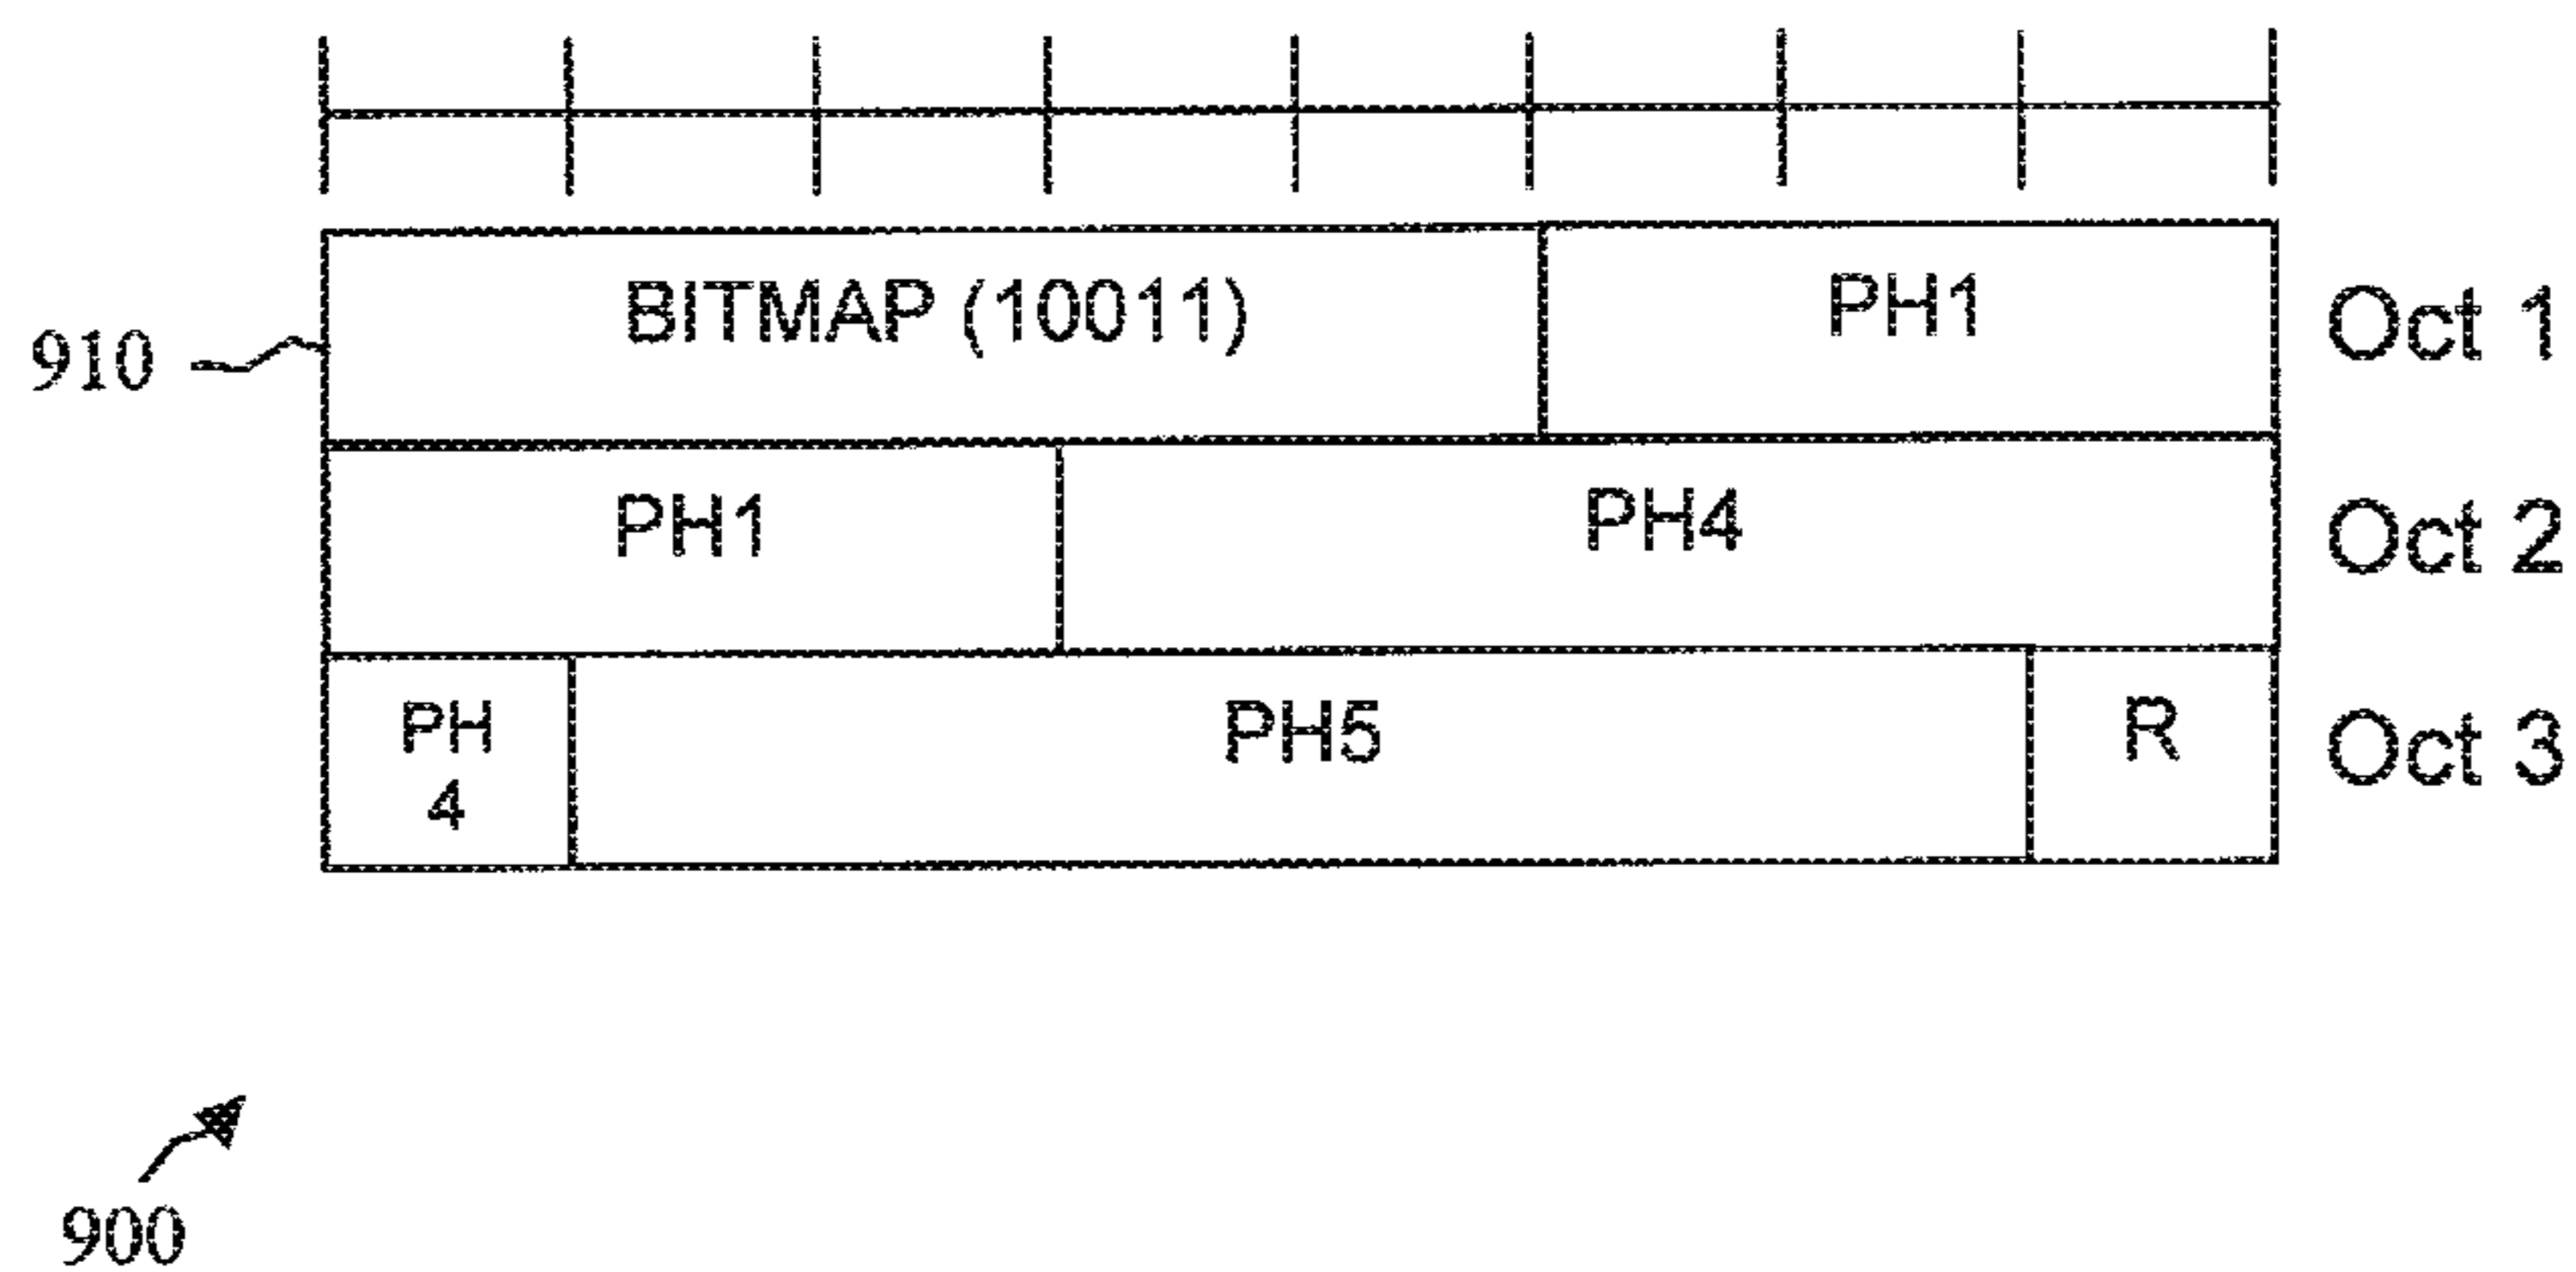 BITMAP (10011) PH1 Oct 1
910
PH1 PH4 Oct 2
PH PH5 R Oct 3
4
900